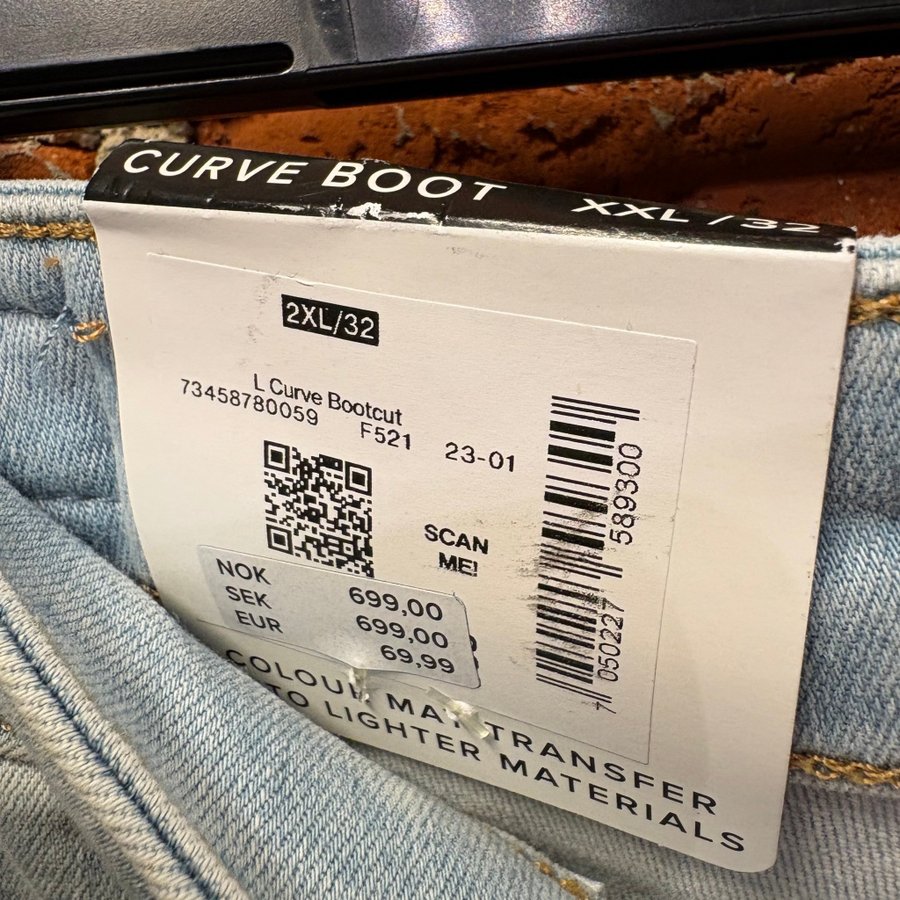 CURVE BOOT XXL / 32
2XL/32
L Curve Bootcut
73458780059 F521 23-01
SCAN
ME!
7 050227 589300
NOK 699,00
SEK 699,00
EUR 69,99
COLOUR MAY TRANSFER
TO LIGHTER MATERIALS